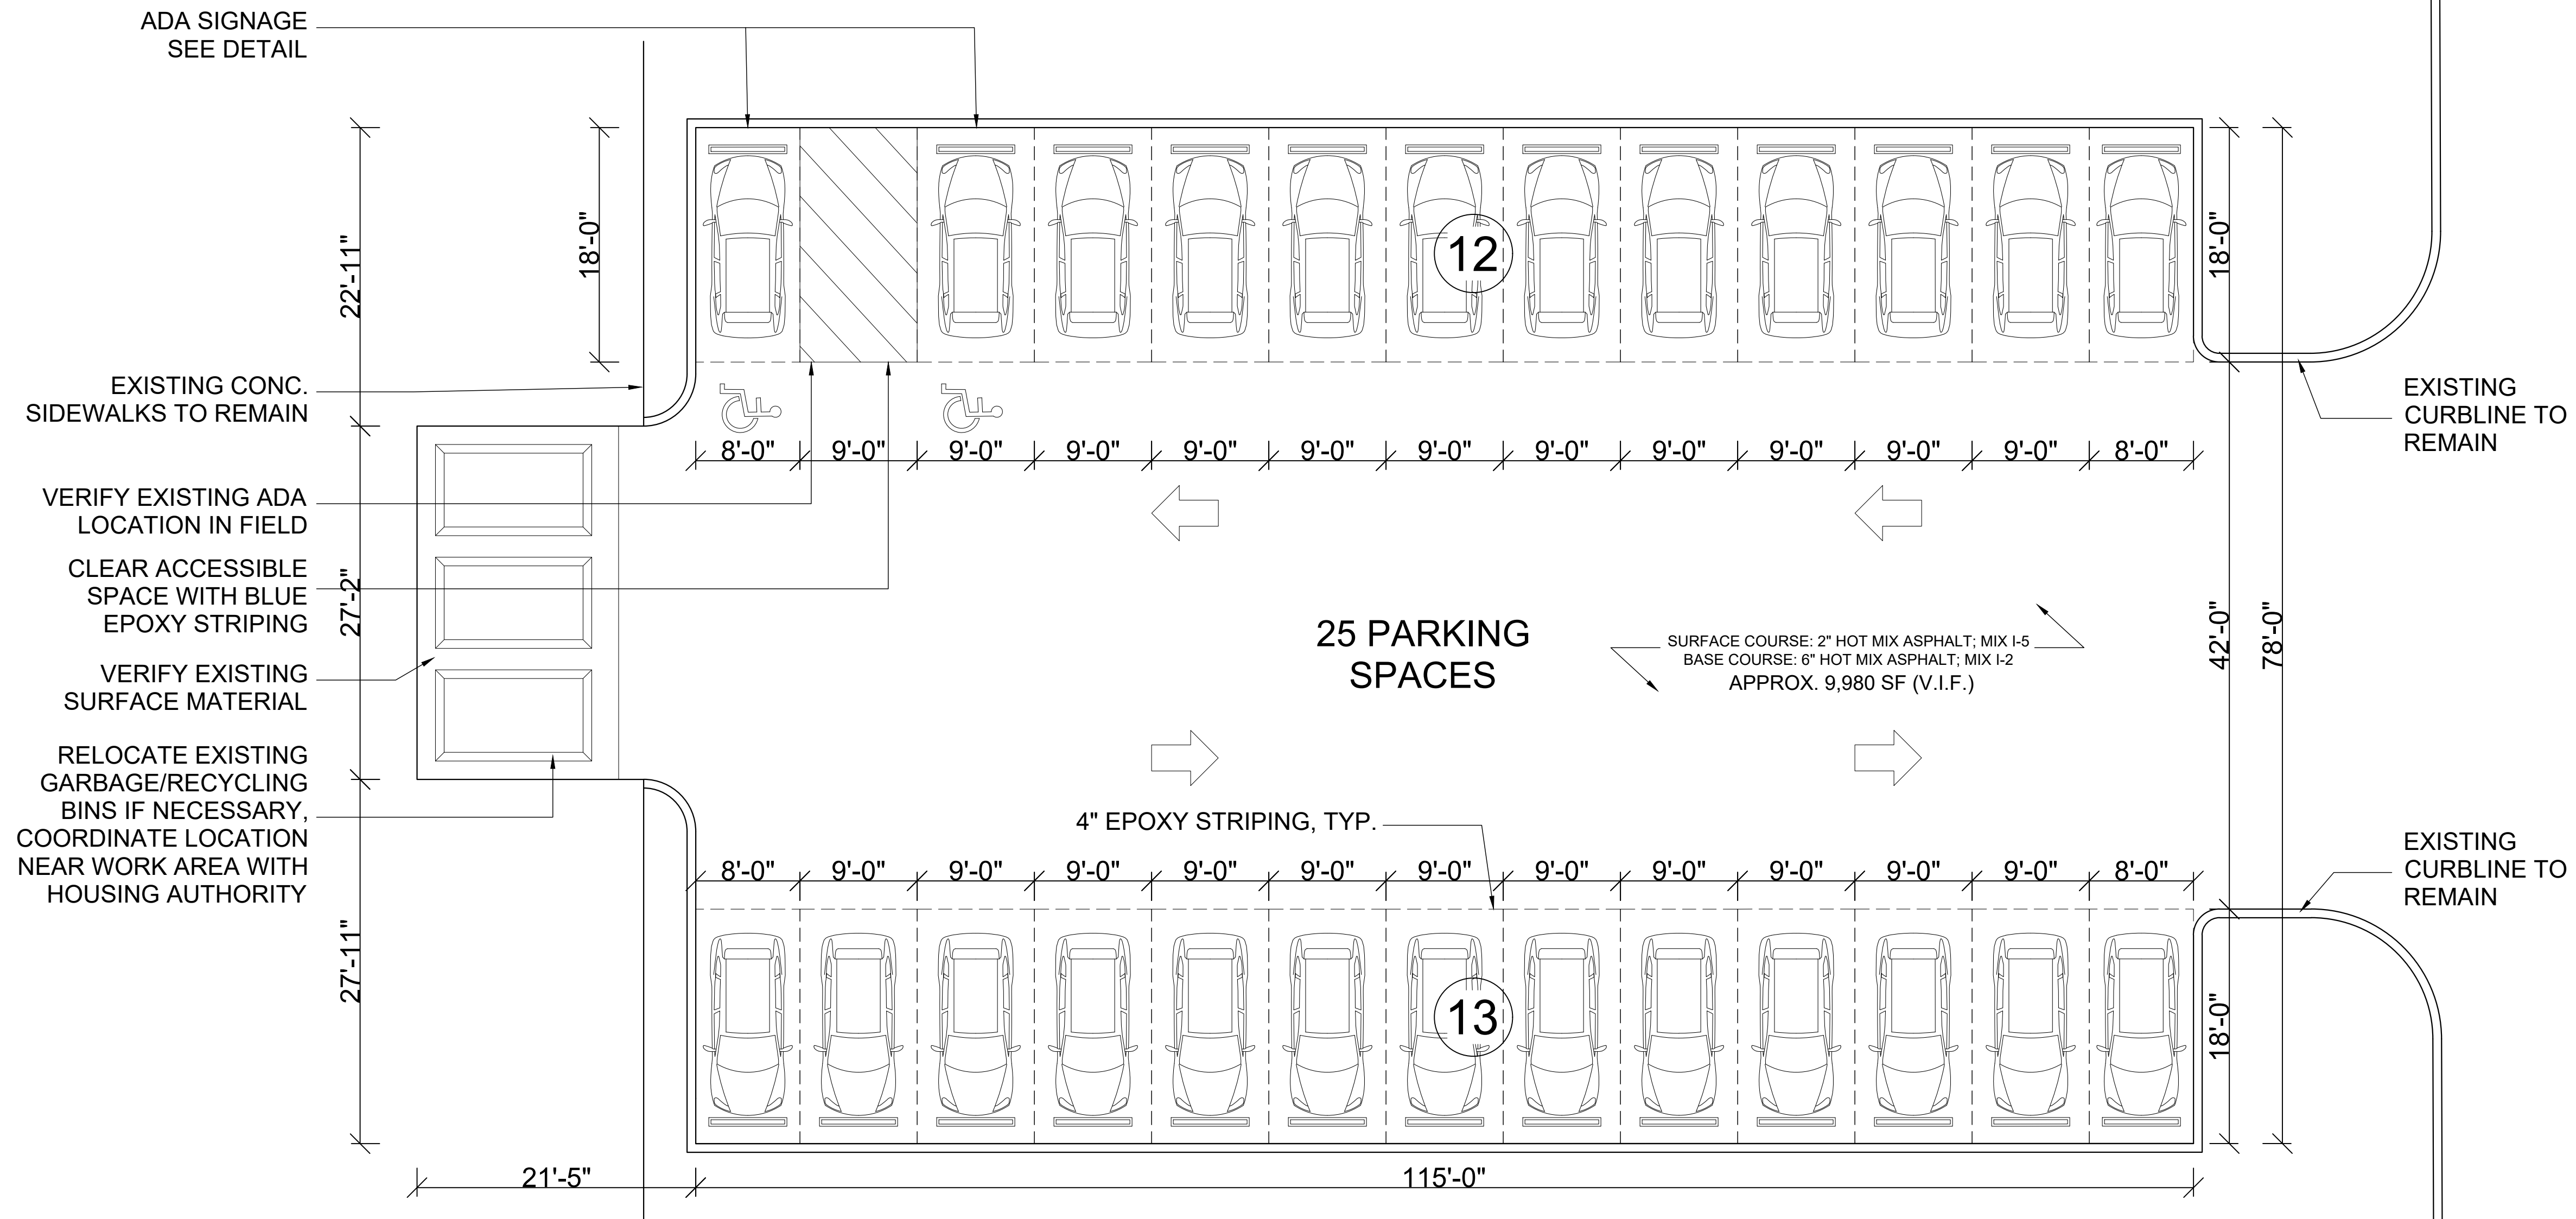 ADA SIGNAGE
SEE DETAIL
22'-11"
18'-0"
12
18'-0"
EXISTING CONC.
SIDEWALKS TO REMAIN
EXISTING
CURBLINE TO
REMAIN
8'-0" 9'-0" 9'-0" 9'-0" 9'-0" 9'-0" 9'-0" 9'-0" 9'-0" 9'-0" 9'-0" 9'-0" 8'-0"
VERIFY EXISTING ADA
LOCATION IN FIELD
CLEAR ACCESSIBLE
SPACE WITH BLUE
EPOXY STRIPING
27'-2"
VERIFY EXISTING
SURFACE MATERIAL
25 PARKING
SPACES
SURFACE COURSE: 2" HOT MIX ASPHALT; MIX I-5
BASE COURSE: 6" HOT MIX ASPHALT; MIX I-2
APPROX. 9,980 SF (V.I.F.)
42'-0"
78'-0"
RELOCATE EXISTING
GARBAGE/RECYCLING
BINS IF NECESSARY,
COORDINATE LOCATION
NEAR WORK AREA WITH
HOUSING AUTHORITY
4" EPOXY STRIPING, TYP.
EXISTING
CURBLINE TO
REMAIN
8'-0" 9'-0" 9'-0" 9'-0" 9'-0" 9'-0" 9'-0" 9'-0" 9'-0" 9'-0" 9'-0" 9'-0" 8'-0"
27'-11"
13
18'-0"
21'-5"
115'-0"